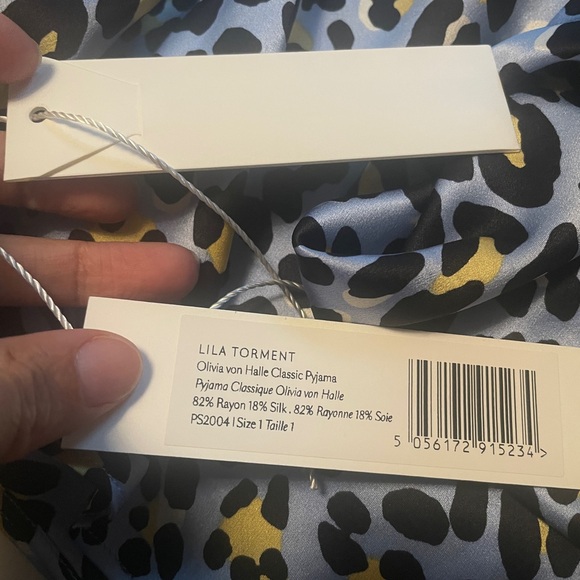 LILA TORMENT
Olivia von Halle Classic Pyjama
Pyjama Classique Olivia von Halle
82% Rayon 18% Silk . 82% Rayonne 18% Soie
PS2004 | Size 1 Taille 1
5 056172 915234 >